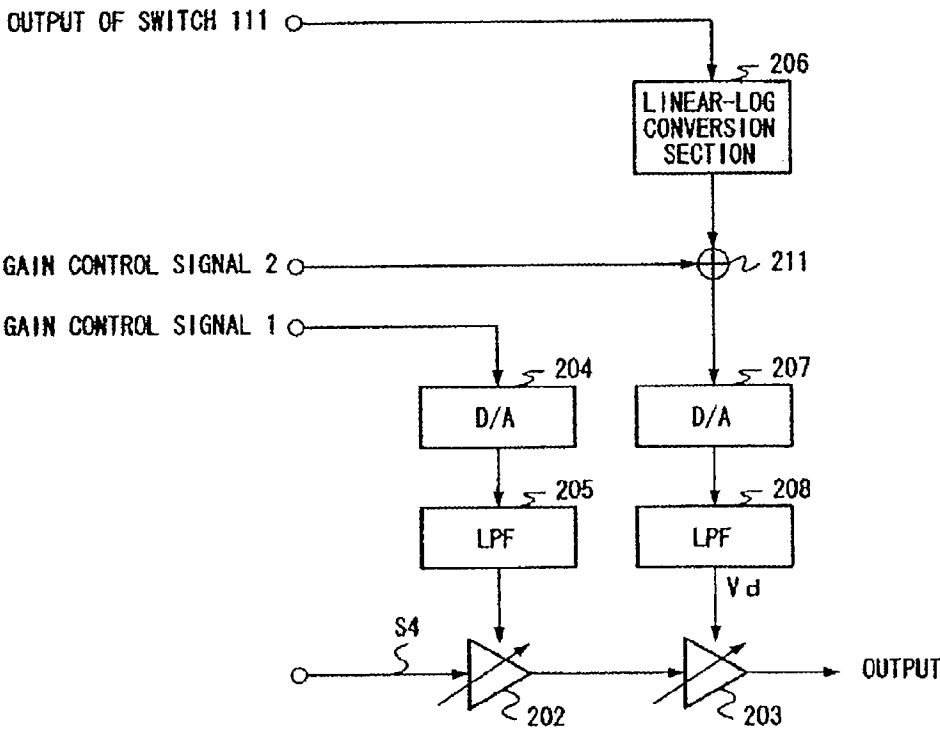 OUTPUT OF SWITCH 111
206
LINEAR-LOG
CONVERSION
SECTION
GAIN CONTROL SIGNAL 2
211
GAIN CONTROL SIGNAL 1
204
207
D/A
D/A
205
208
LPF
LPF
Vd
S4
OUTPUT
202
203